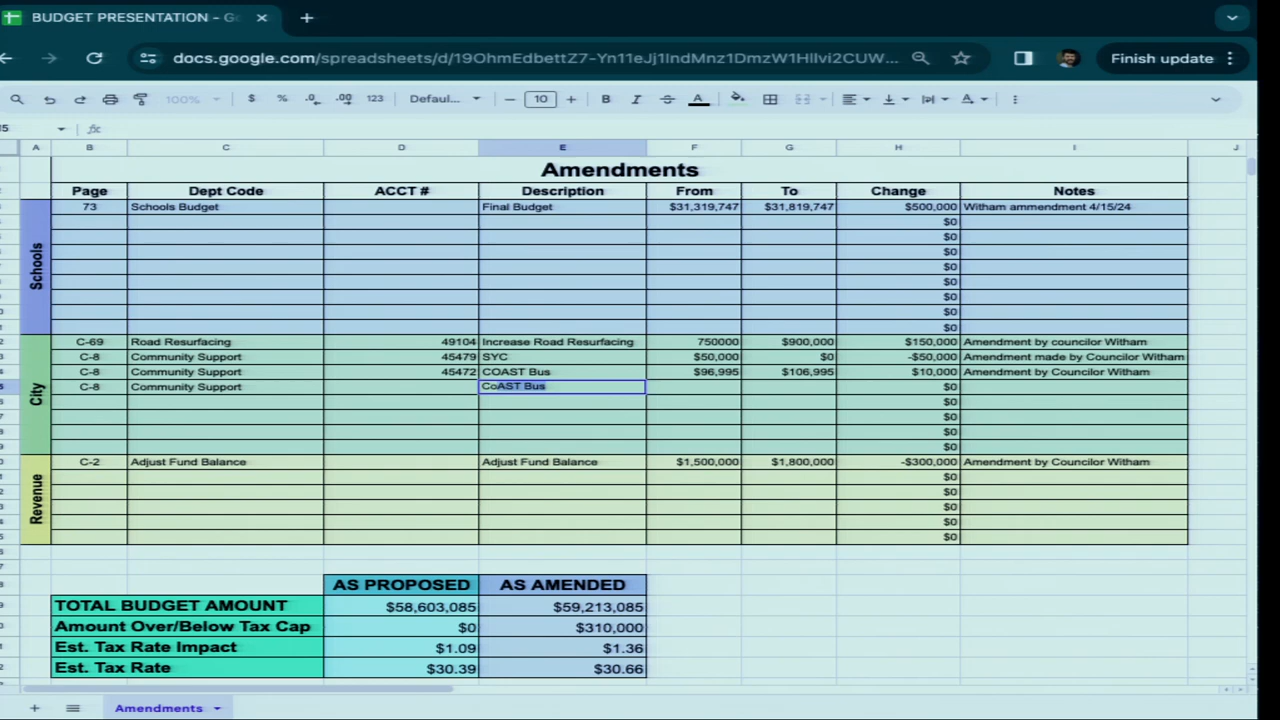 BUDGET PRESENTATION - Go
docs.google.com/spreadsheets/d/19OhmEdbettZ7-Yn11eJj1IndMnz1DmzW1HIlvi2CUW...
Finish update
100% $ % .0 .00 123 Defaul... 10 B I A
15 fx
A B C D E F G H I J
Amendments
Page Dept Code ACCT # Description From To Change Notes
Schools
73 Schools Budget Final Budget $31,319,747 $31,819,747 $500,000 Witham ammendment 4/15/24
$0
$0
$0
$0
$0
$0
$0
$0
City
C-69 Road Resurfacing 49104 Increase Road Resurfacing 750000 $900,000 $150,000 Amendment by councilor Witham
C-8 Community Support 45479 SYC $50,000 $0 -$50,000 Amendment made by Councilor Witham
C-8 Community Support 45472 COAST Bus $96,995 $106,995 $10,000 Amendment by Councilor Witham
C-8 Community Support CoAST Bus $0
$0
$0
$0
$0
Revenue
C-2 Adjust Fund Balance Adjust Fund Balance $1,500,000 $1,800,000 -$300,000 Amendment by Councilor Witham
$0
$0
$0
$0
$0
AS PROPOSED AS AMENDED
TOTAL BUDGET AMOUNT $58,603,085 $59,213,085
Amount Over/Below Tax Cap $0 $310,000
Est. Tax Rate Impact $1.09 $1.36
Est. Tax Rate $30.39 $30.66
Amendments